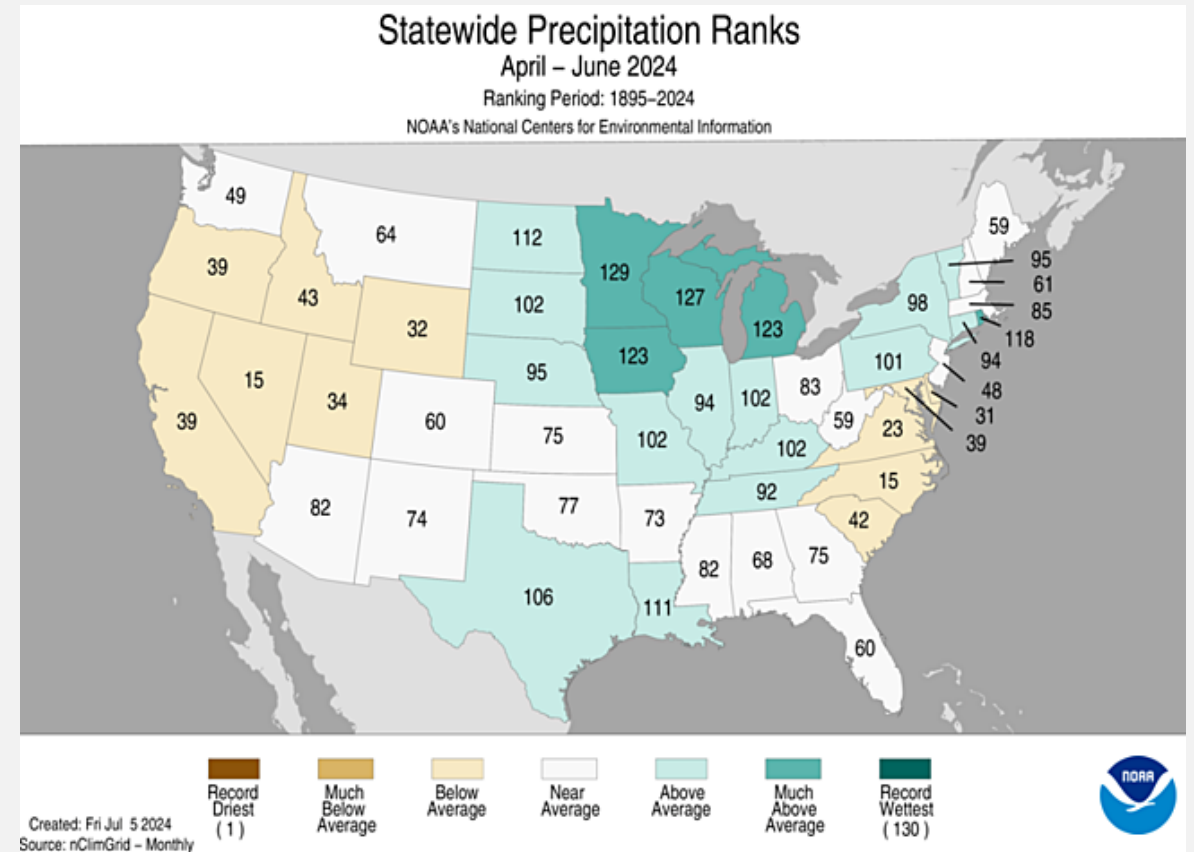 Statewide Precipitation Ranks
April – June 2024
Ranking Period: 1895–2024
NOAA's National Centers for Environmental Information
49
64
112
129
59
95
61
85
118
94
48
31
39
39
43
32
102
127
123
98
101
15
34
60
95
123
94
102
83
59
23
39
75
102
102
15
82
74
77
73
92
42
106
111
82
68
75
60
Record
Driest
( 1 )
Much
Below
Average
Below
Average
Near
Average
Above
Average
Much
Above
Average
Record
Wettest
( 130 )
NOAA
Created: Fri Jul 5 2024
Source: nClimGrid – Monthly